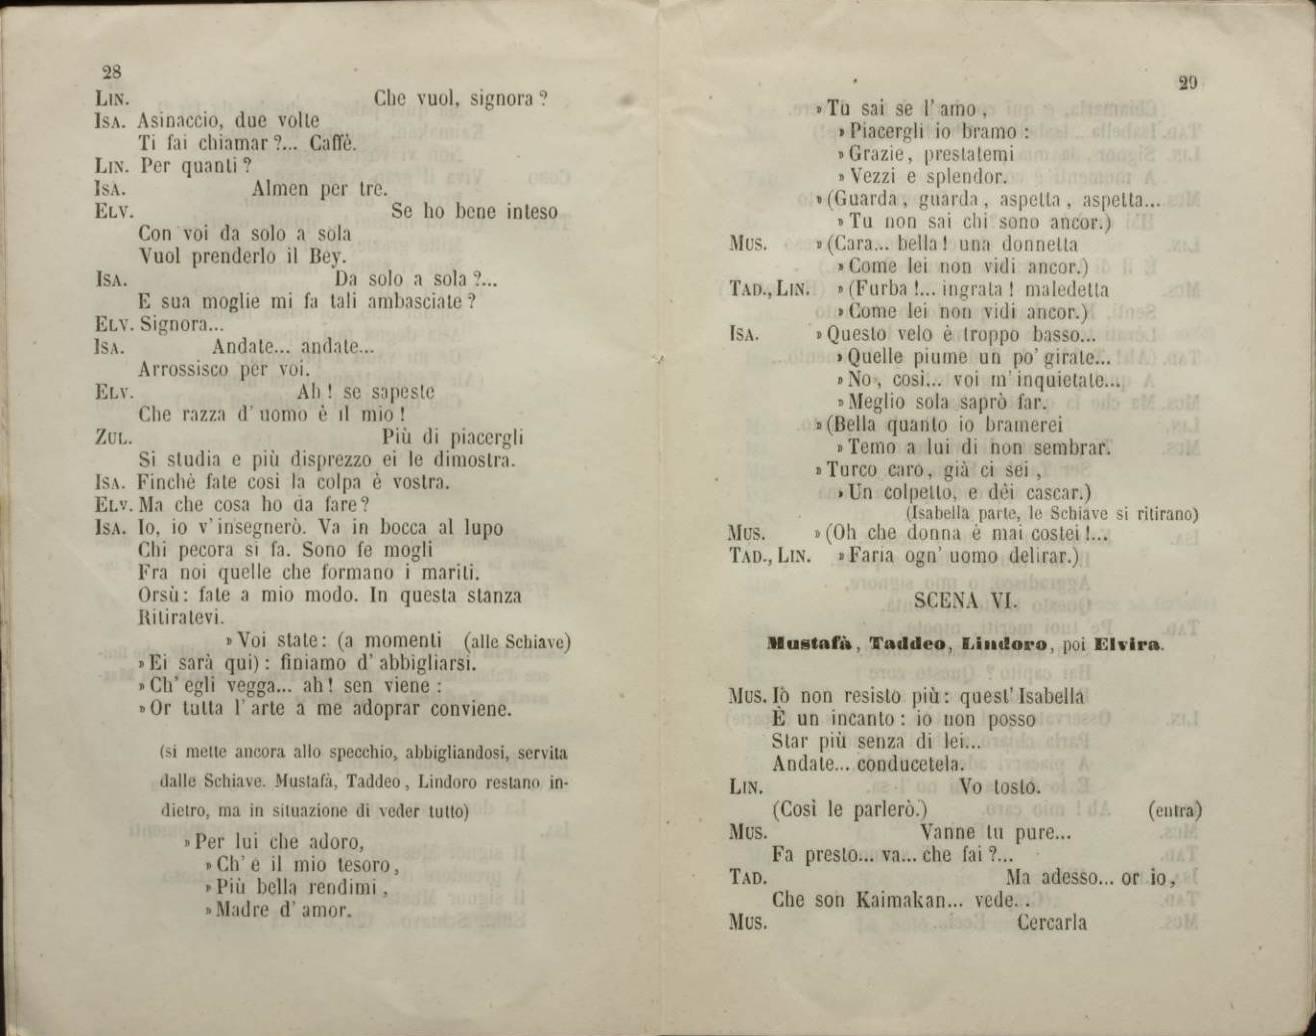 28
LIN. Che vuol, signora?
ISA. Asinaccio, due volte
Ti fai chiamar?... Caffè.
LIN. Per quanti?
ISA. Almen per tre.
ELV. Se ho bene inteso
Con voi da solo a sola
Vuol prenderlo il Bey.
ISA. Da solo a sola?...
E sua moglie mi fa tali ambasciate?
ELV. Signora...
ISA. Andate... andate...
Arrossisco per voi.
ELV. Ah! se sapeste
Che razza d'uomo è il mio!
ZUL. Più di piacergli
Si studia e più disprezzo ei le dimostra.
ISA. Finchè fate così la colpa è vostra.
ELV. Ma che cosa ho da fare?
ISA. Io, io v'insegnerò. Va in bocca al lupo
Chi pecora si fa. Sono fe mogli
Fra noi quelle che formano i mariti.
Orsù: fate a mio modo. In questa stanza
Ritiratevi.
»Voi state: (a momenti (alle Schiave)
»Ei sarà qui): finiamo d'abbigliarsi.
»Ch'egli vegga... ah! sen viene:
»Or tutta l'arte a me adoprar conviene.
(si mette ancora allo specchio, abbigliandosi, servita
dalle Schiave. Mustafà, Taddeo, Lindoro restano in-
dietro, ma in situazione di veder tutto)
»Per lui che adoro,
»Ch'e il mio tesoro,
»Più bella rendimi,
»Madre d'amor.
29
»Tu sai se l'amo,
»Piacergli io bramo:
»Grazie, prestatemi
»Vezzi e splendor.
»(Guarda, guarda, aspetta, aspetta...
»Tu non sai chi sono ancor.)
MUS. »(Cara... bella! una donnetta
»Come lei non vidi ancor.)
TAD., LIN. »(Furba!... ingrata! maledetta
»Come lei non vidi ancor.)
ISA. »Questo velo è troppo basso...
»Quelle piume un po' girate...
»No, così... voi m'inquietate...
»Meglio sola saprò far.
»(Bella quanto io bramerei
»Temo a lui di non sembrar.
»Turco caro, già ci sei,
»Un colpetto, e dèi cascar.)
(Isabella parte, le Schiave si ritirano)
MUS. »(Oh che donna è mai costei!...
TAD., LIN. »Faria ogn'uomo delirar.)
SCENA VI.
Mustafà, Taddeo, Lindoro, poi Elvira.
MUS. Io non resisto più: quest'Isabella
È un incanto: io non posso
Star più senza di lei...
Andate... conducetela.
LIN. Vo tosto.
(Così le parlerò.) (entra)
MUS. Vanne tu pure...
Fa presto... va... che fai?...
TAD. Ma adesso... or io,
Che son Kaimakan... vede..
MUS. Cercarla